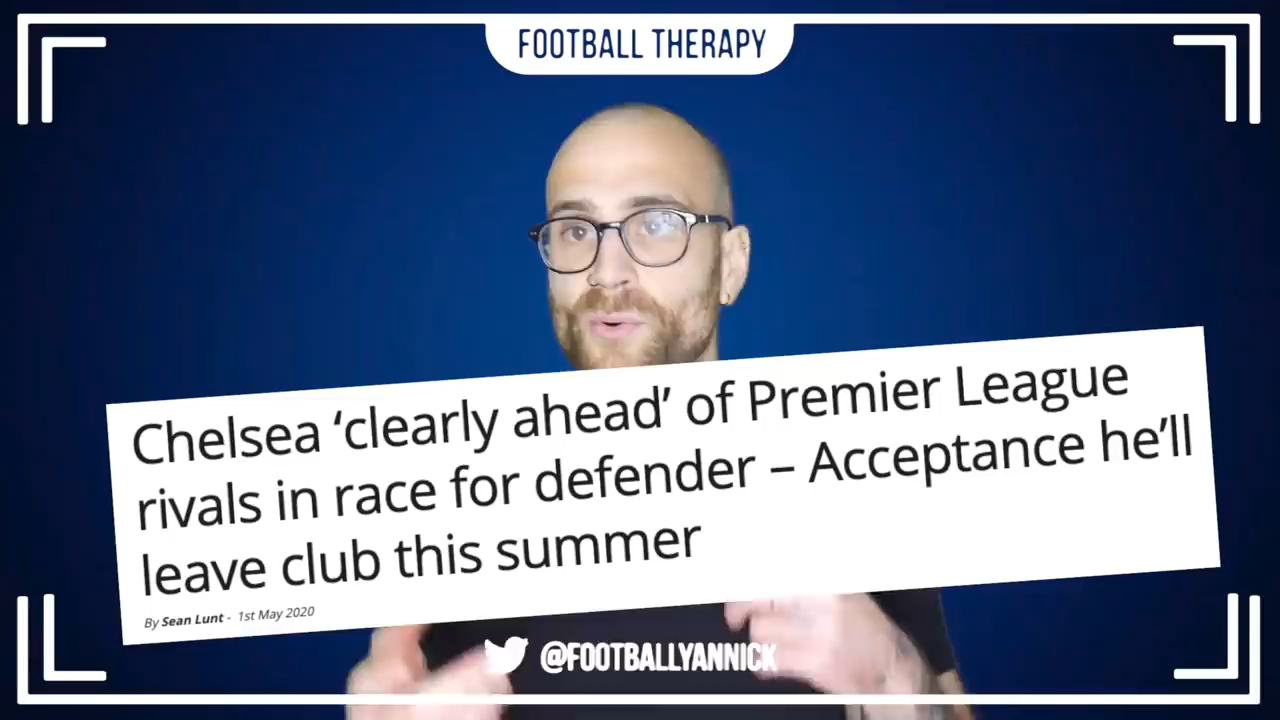 FOOTBALL THERAPY
Chelsea ‘clearly ahead’ of Premier League
rivals in race for defender – Acceptance he’ll
leave club this summer
By Sean Lunt - 1st May 2020
@FOOTBALLYANNICK